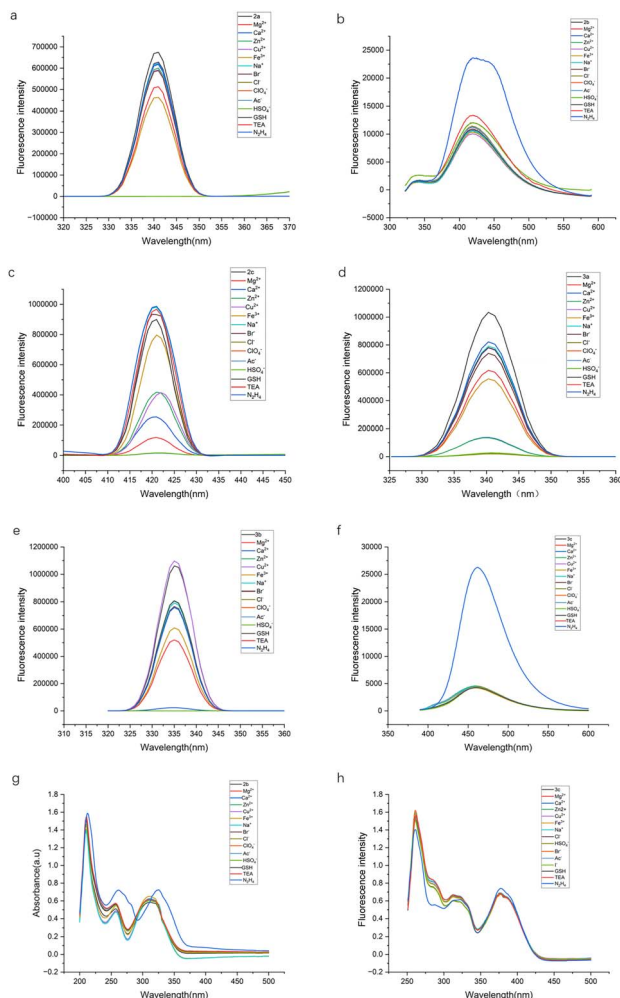 a
2a
Mg²⁺
Ca²⁺
Zn²⁺
Cu²⁺
Fe³⁺
Na⁺
Br⁻
Cl⁻
ClO₄⁻
Ac⁻
HSO₄⁻
GSH
TEA
N₂H₄
Fluorescence intensity
700000
600000
500000
400000
300000
200000
100000
0
−100000
320 325 330 335 340 345 350 355 360 365 370
Wavelength(nm)
b
2b
Mg²⁺
Ca²⁺
Zn²⁺
Cu²⁺
Fe³⁺
Na⁺
Br⁻
Cl⁻
ClO₄⁻
Ac⁻
HSO₄⁻
GSH
TEA
N₂H₄
Fluorescence intensity
25000
20000
15000
10000
5000
0
−5000
300 350 400 450 500 550 600
Wavelength(nm)
c
2c
Mg²⁺
Ca²⁺
Zn²⁺
Cu²⁺
Fe³⁺
Na⁺
Br⁻
Cl⁻
ClO₄⁻
Ac⁻
HSO₄⁻
GSH
TEA
N₂H₄
Fluorescence intensity
1000000
800000
600000
400000
200000
0
400 410 420 430 440 450
Wavelength(nm)
d
3a
Mg²⁺
Ca²⁺
Zn²⁺
Cu²⁺
Fe³⁺
Na⁺
Br⁻
Cl⁻
ClO₄⁻
Ac⁻
HSO₄⁻
GSH
TEA
N₂H₄
Fluorescence intensity
1200000
1000000
800000
600000
400000
200000
0
325 330 335 340 345 350 355 360
Wavelength（nm）
e
3b
Mg²⁺
Ca²⁺
Zn²⁺
Cu²⁺
Fe³⁺
Na⁺
Br⁻
Cl⁻
ClO₄⁻
Ac⁻
HSO₄⁻
GSH
TEA
N₂H₄
Fluorescence intensity
1200000
1000000
800000
600000
400000
200000
0
310 315 320 325 330 335 340 345 350 355 360
Wavelength(nm)
f
3c
Mg²⁺
Ca²⁺
Zn²⁺
Cu²⁺
Fe³⁺
Na⁺
Br⁻
Cl⁻
ClO₄⁻
Ac⁻
HSO₄⁻
GSH
TEA
N₂H₄
Fluorescence intensity
30000
25000
20000
15000
10000
5000
0
350 400 450 500 550 600
Wavelength(nm)
g
2b
Mg²⁺
Ca²⁺
Zn²⁺
Cu²⁺
Fe³⁺
Na⁺
Br⁻
Cl⁻
ClO₄⁻
Ac⁻
HSO₄⁻
GSH
TEA
N₂H₄
Absorbance(a.u)
1.8
1.6
1.4
1.2
1.0
0.8
0.6
0.4
0.2
0.0
−0.2
200 250 300 350 400 450 500
Wavelength(nm)
h
3c
Mg²⁺
Ca²⁺
Zn2+
Cu²⁺
Fe³⁺
Na⁺
Cl⁻
HSO₄⁻
Br⁻
Ac⁻
I⁻
GSH
TEA
N₂H₄
Fluorescence intensity
1.8
1.6
1.4
1.2
1.0
0.8
0.6
0.4
0.2
0.0
−0.2
250 300 350 400 450 500
Wavelength(nm)